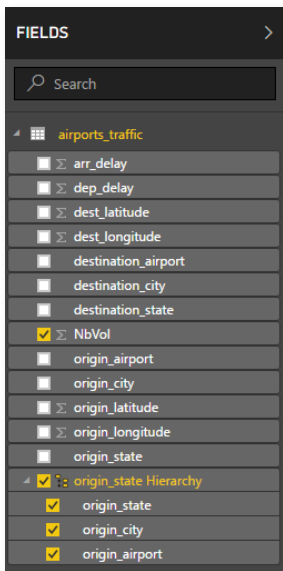 FIELDS
Search
airports_traffic
Σ arr_delay
Σ dep_delay
Σ dest_latitude
Σ dest_longitude
destination_airport
destination_city
destination_state
Σ NbVol
origin_airport
origin_city
Σ origin_latitude
Σ origin_longitude
origin_state
origin_state Hierarchy
origin_state
origin_city
origin_airport